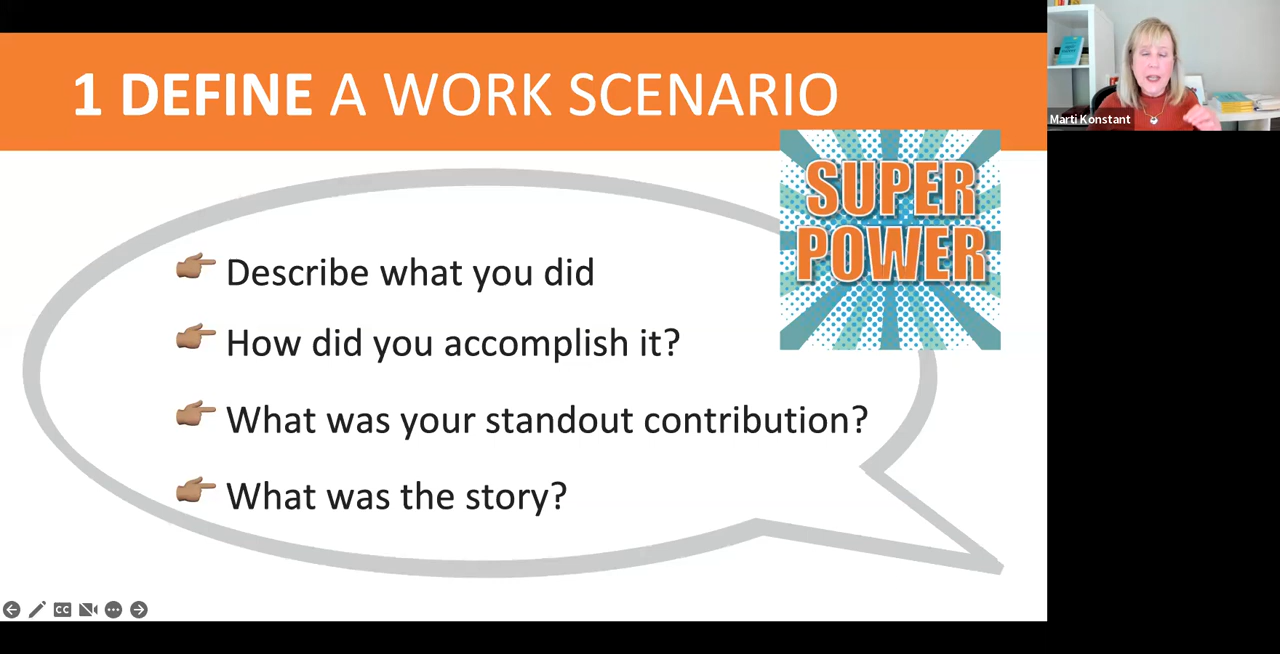 1 DEFINE A WORK SCENARIO
Marti Konstant
SUPER
POWER
Describe what you did
How did you accomplish it?
What was your standout contribution?
What was the story?
CC